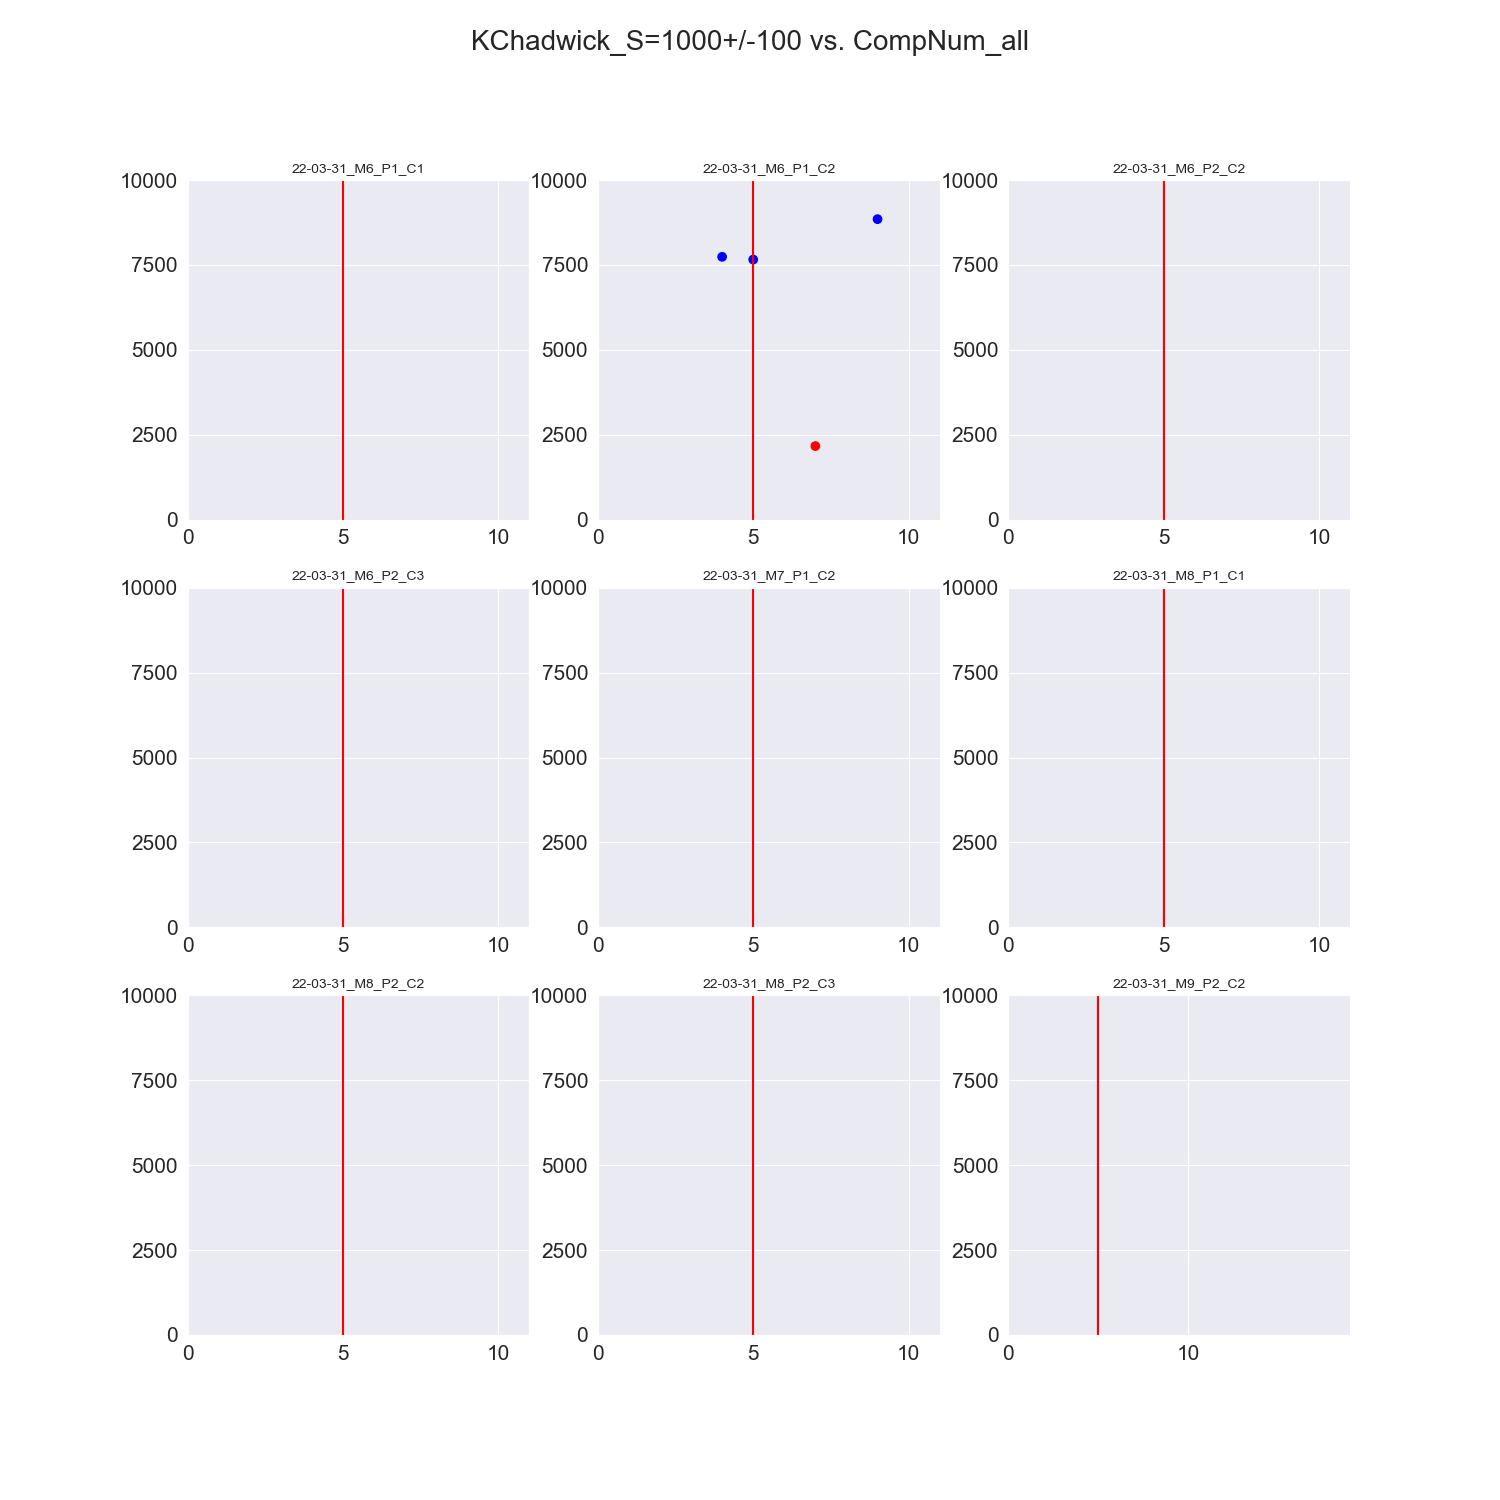 KChadwick_S=1000+/-100 vs. CompNum_all
22-03-31_M6_P1_C1
10000
7500
5000
2500
0
0 5 10
22-03-31_M6_P1_C2
10000
7500
5000
2500
0
0 5 10
22-03-31_M6_P2_C2
10000
7500
5000
2500
0
0 5 10
22-03-31_M6_P2_C3
10000
7500
5000
2500
0
0 5 10
22-03-31_M7_P1_C2
10000
7500
5000
2500
0
0 5 10
22-03-31_M8_P1_C1
10000
7500
5000
2500
0
0 5 10
22-03-31_M8_P2_C2
10000
7500
5000
2500
0
0 5 10
22-03-31_M8_P2_C3
10000
7500
5000
2500
0
0 5 10
22-03-31_M9_P2_C2
10000
7500
5000
2500
0
0 10